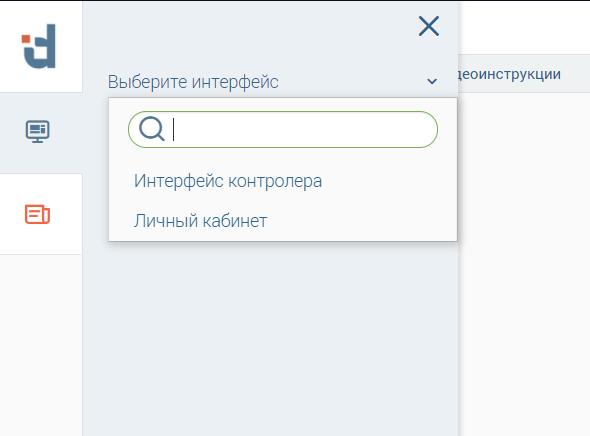 Выберите интерфейс
деоинструкции
Интерфейс контролера
Личный кабинет